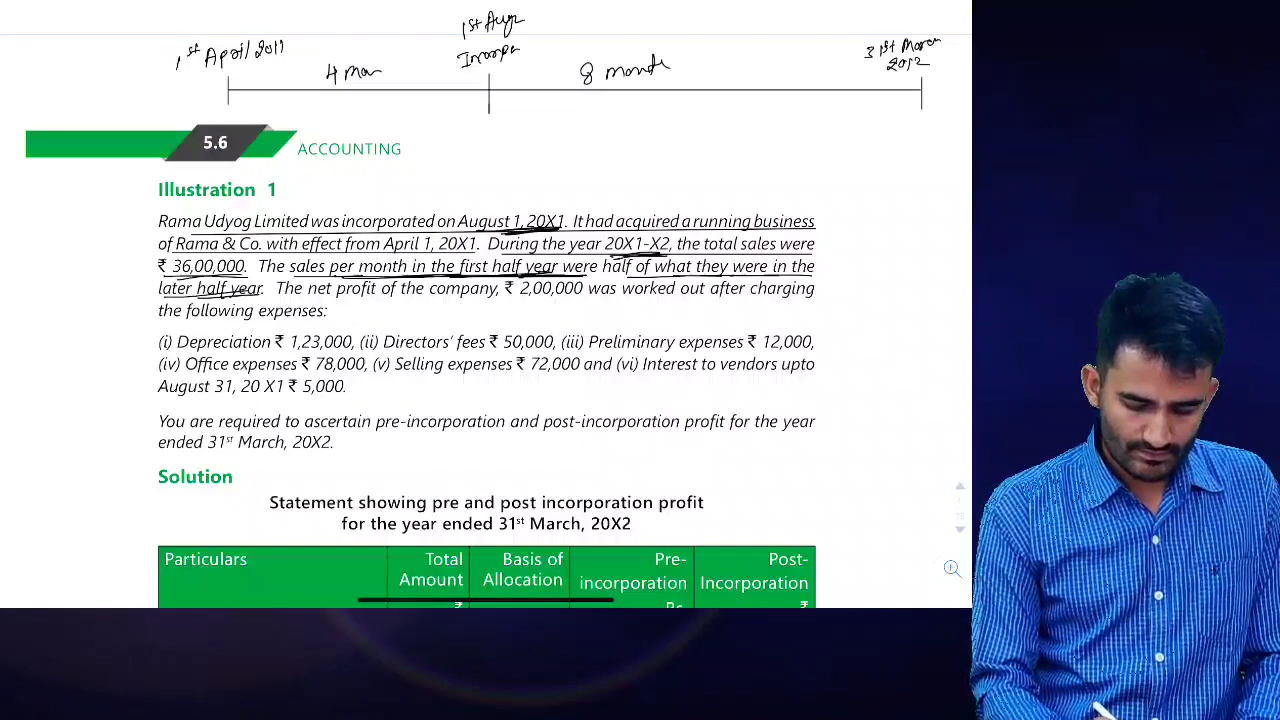 1st Aug
1st April 2011
31st March
2012
4 mon
8 month
5.6
ACCOUNTING
Illustration 1
Rama Udyog Limited was incorporated on August 1, 20X1. It had acquired a running business
of Rama & Co. with effect from April 1, 20X1. During the year 20X1-X2, the total sales were
₹ 36,00,000. The sales per month in the first half year were half of what they were in the
later half year. The net profit of the company, ₹ 2,00,000 was worked out after charging
the following expenses:
(i) Depreciation ₹ 1,23,000, (ii) Directors' fees ₹ 50,000, (iii) Preliminary expenses ₹ 12,000,
(iv) Office expenses ₹ 78,000, (v) Selling expenses ₹ 72,000 and (vi) Interest to vendors upto
August 31, 20 X1 ₹ 5,000.
You are required to ascertain pre-incorporation and post-incorporation profit for the year
ended 31st March, 20X2.
Solution
Statement showing pre and post incorporation profit
for the year ended 31st March, 20X2
Particulars Total Basis of Pre- Post-
Amount Allocation incorporation Incorporation
₹ Rs ₹